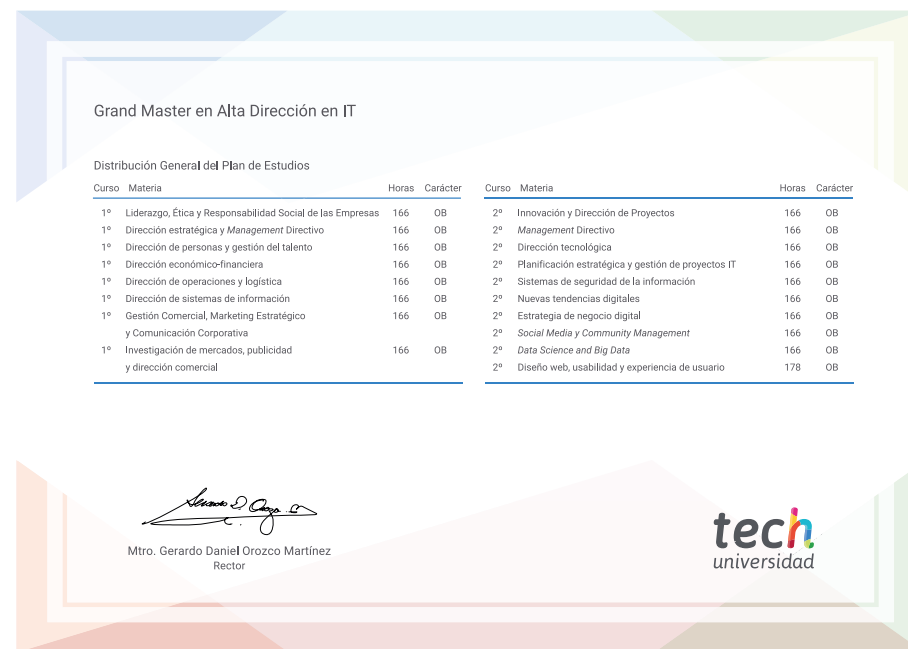 Grand Master en Alta Dirección en IT
Distribución General del Plan de Estudios
Curso Materia Horas Carácter
1º Liderazgo, Ética y Responsabilidad Social de las Empresas 166 OB
1º Dirección estratégica y Management Directivo 166 OB
1º Dirección de personas y gestión del talento 166 OB
1º Dirección económico-financiera 166 OB
1º Dirección de operaciones y logística 166 OB
1º Dirección de sistemas de información 166 OB
1º Gestión Comercial, Marketing Estratégico 166 OB
y Comunicación Corporativa
1º Investigación de mercados, publicidad 166 OB
y dirección comercial
Curso Materia Horas Carácter
2º Innovación y Dirección de Proyectos 166 OB
2º Management Directivo 166 OB
2º Dirección tecnológica 166 OB
2º Planificación estratégica y gestión de proyectos IT 166 OB
2º Sistemas de seguridad de la información 166 OB
2º Nuevas tendencias digitales 166 OB
2º Estrategia de negocio digital 166 OB
2º Social Media y Community Management 166 OB
2º Data Science and Big Data 166 OB
2º Diseño web, usabilidad y experiencia de usuario 178 OB
Mtro. Gerardo Daniel Orozco Martínez
Rector
tech
universidad